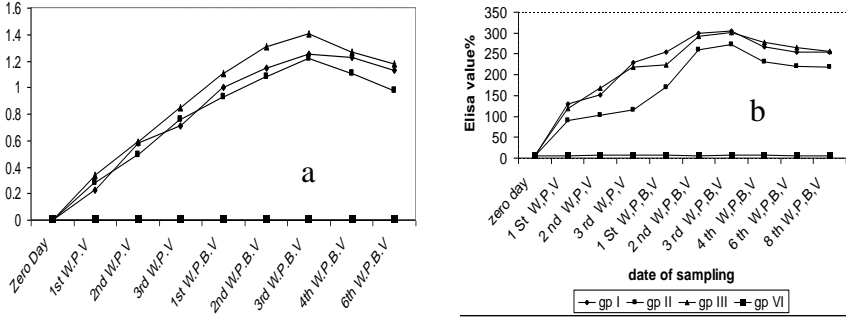 1.6
1.4
1.2
1
0.8
0.6
0.4
0.2
0
a
Zero Day
1st W.P.V
2nd W.P.V
3rd W.P.V
1st W.P.B.V
2nd W.P.B.V
3rd W.P.B.V
4th W.P.B.V
6th W.P.B.V
Elisa value%
350
300
250
200
150
100
50
0
b
zero day
1 St W,P,V
2 nd W,P,V
3 rd W,P,V
1 St W,P,B,V
2 nd W,P,B,V
3 rd W,P,B,V
4 th W,P,B,V
6 th W,P,B,V
8 th W,P,B,V
date of sampling
gp I gp II gp III gp VI